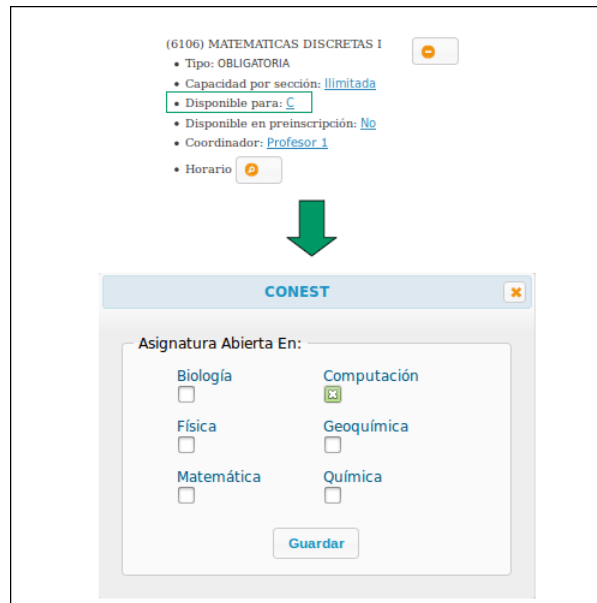 (6106) MATEMATICAS DISCRETAS I
• Tipo: OBLIGATORIA
• Capacidad por sección: Ilimitada
• Disponible para: C
• Disponible en preinscripción: No
• Coordinador: Profesor 1
• Horario
CONEST
Asignatura Abierta En:
Biología Computación
Física Geoquímica
Matemática Química
Guardar